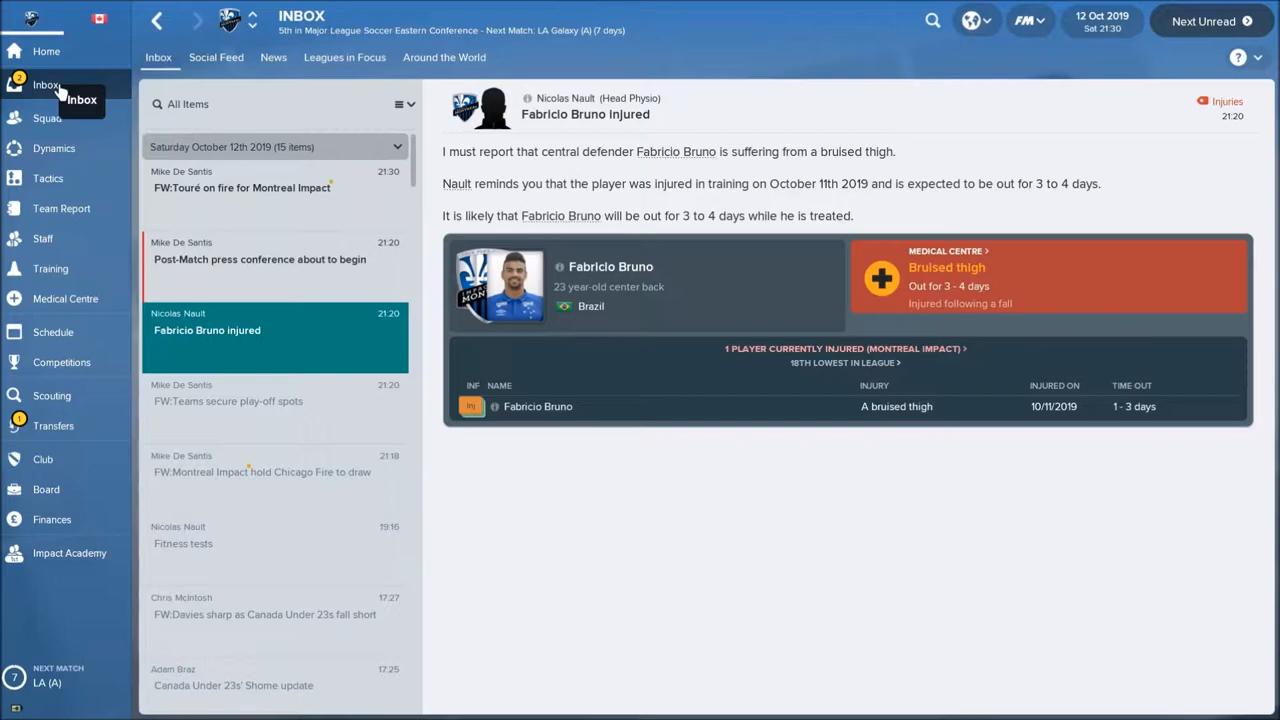 INBOX
5th in Major League Soccer Eastern Conference - Next Match: LA Galaxy (A) (7 days)
FM
12 Oct 2019
Sat 21:30
Next Unread
Home
2
Inbox
Inbox
Squad
Dynamics
Tactics
Team Report
Staff
Training
Medical Centre
Schedule
Competitions
Scouting
1
Transfers
Club
Board
Finances
Impact Academy
7
NEXT MATCH
LA (A)
Inbox
Social Feed
News
Leagues in Focus
Around the World
?
All Items
Saturday October 12th 2019 (15 items)
Mike De Santis 21:30
FW:Touré on fire for Montreal Impact
Mike De Santis 21:20
Post-Match press conference about to begin
Nicolas Nault 21:20
Fabricio Bruno injured
Mike De Santis 21:20
FW:Teams secure play-off spots
Mike De Santis 21:18
FW:Montreal Impact hold Chicago Fire to draw
Nicolas Nault 19:16
Fitness tests
Chris McIntosh 17:27
FW:Davies sharp as Canada Under 23s fall short
Adam Braz 17:25
Canada Under 23s' Shome update
Nicolas Nault (Head Physio)
Fabricio Bruno injured
Injuries
21:20
I must report that central defender Fabricio Bruno is suffering from a bruised thigh.
Nault reminds you that the player was injured in training on October 11th 2019 and is expected to be out for 3 to 4 days.
It is likely that Fabricio Bruno will be out for 3 to 4 days while he is treated.
Fabricio Bruno
23 year-old center back
Brazil
MEDICAL CENTRE >
Bruised thigh
Out for 3 - 4 days
Injured following a fall
1 PLAYER CURRENTLY INJURED (MONTREAL IMPACT) >
18TH LOWEST IN LEAGUE >
INF NAME INJURY INJURED ON TIME OUT
Inj Fabricio Bruno A bruised thigh 10/11/2019 1 - 3 days